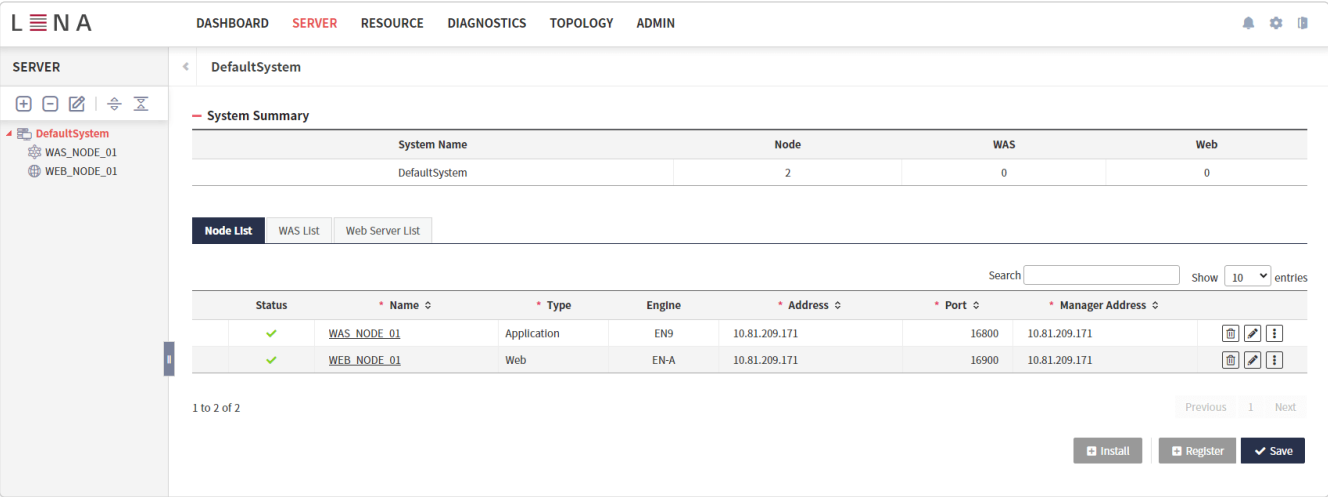 LENA DASHBOARD SERVER RESOURCE DIAGNOSTICS TOPOLOGY ADMIN
SERVER
DefaultSystem
WAS_NODE_01
WEB_NODE_01
DefaultSystem
System Summary
System Name Node WAS Web
DefaultSystem 2 0 0
Node List WAS List Web Server List
Search Show 10 entries
Status * Name * Type Engine * Address * Port * Manager Address
WAS_NODE_01 Application EN9 10.81.209.171 16800 10.81.209.171
WEB_NODE_01 Web EN-A 10.81.209.171 16900 10.81.209.171
1 to 2 of 2 Previous 1 Next
Install Register Save